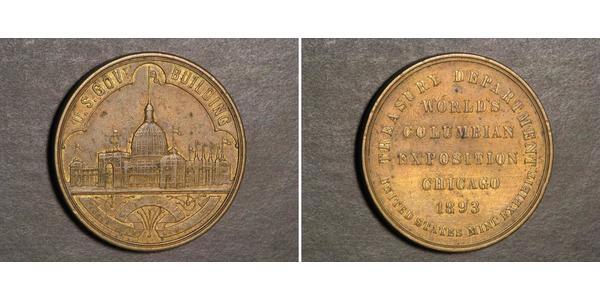 U.S. GOV'T BUILDING
TREASURY DEPARTMENT.
WORLD'S
COLUMBIAN
EXPOSITION
CHICAGO
1893
UNITED STATES MINT EXHIBIT.